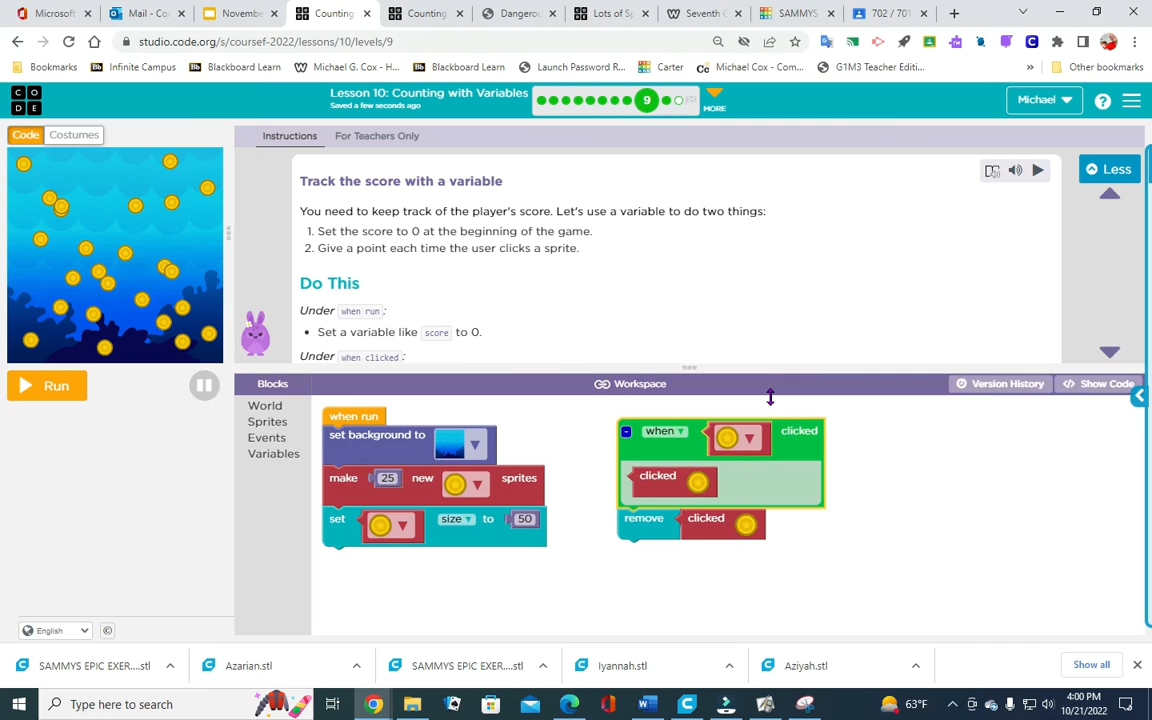 Microsoft
Mail - Co
Novembe
Counting
Counting
Dangerou
Lots of Sp
Seventh G
SAMMYS
702 / 701
studio.code.org/s/coursef-2022/lessons/10/levels/9
Bookmarks
Infinite Campus
Blackboard Learn
Michael G. Cox - H...
Blackboard Learn
Launch Password R...
Carter
Cc Michael Cox - Com...
G1M3 Teacher Editi...
»
Other bookmarks
C O
D E
Lesson 10: Counting with Variables
Saved a few seconds ago
9
MORE
Michael
?
Code
Costumes
Instructions
For Teachers Only
Less
Track the score with a variable
You need to keep track of the player's score. Let's use a variable to do two things:
1. Set the score to 0 at the beginning of the game.
2. Give a point each time the user clicks a sprite.
Do This
Under when run:
• Set a variable like score to 0.
Under when clicked:
Run
Blocks
Workspace
Version History
Show Code
World
Sprites
Events
Variables
when run
set background to
make 25 new sprites
set size to 50
when clicked
clicked
remove clicked
English
©
SAMMYS EPIC EXER....stl
Azarian.stl
SAMMYS EPIC EXER....stl
Iyannah.stl
Aziyah.stl
Show all
Type here to search
63°F
4:00 PM
10/21/2022